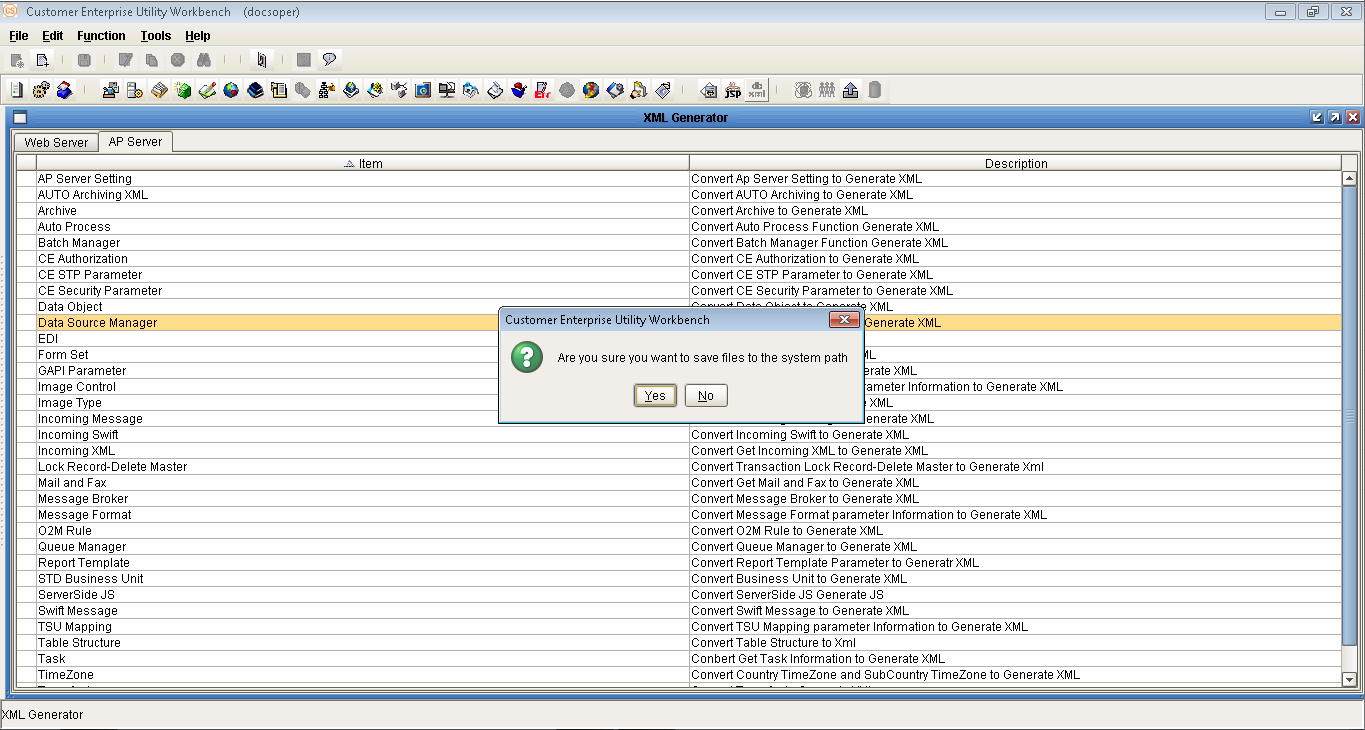 CS Customer Enterprise Utility Workbench (docsoper)
File Edit Function Tools Help
Err jsp db xml
XML Generator
Web Server AP Server
Item Description
AP Server Setting Convert Ap Server Setting to Generate XML
AUTO Archiving XML Convert AUTO Archiving to Generate XML
Archive Convert Archive to Generate XML
Auto Process Convert Auto Process Function Generate XML
Batch Manager Convert Batch Manager Function Generate XML
CE Authorization Convert CE Authorization to Generate XML
CE STP Parameter Convert CE STP Parameter to Generate XML
CE Security Parameter Convert CE Security Parameter to Generate XML
Data Object Convert Data Object to Generate XML
Data Source Manager Generate XML
EDI
Form Set
GAPI Parameter erate XML
Image Control rameter Information to Generate XML
Image Type XML
Incoming Message enerate XML
Incoming Swift Convert Incoming Swift to Generate XML
Incoming XML Convert Get Incoming XML to Generate XML
Lock Record-Delete Master Convert Transaction Lock Record-Delete Master to Generate Xml
Mail and Fax Convert Get Mail and Fax to Generate XML
Message Broker Convert Message Broker to Generate XML
Message Format Convert Message Format parameter Information to Generate XML
O2M Rule Convert O2M Rule to Generate XML
Queue Manager Convert Queue Manager to Generate XML
Report Template Convert Report Template Parameter to Generatr XML
STD Business Unit Convert Business Unit to Generate XML
ServerSide JS Convert ServerSide JS Generate JS
Swift Message Convert Swift Message to Generate XML
TSU Mapping Convert TSU Mapping parameter Information to Generate XML
Table Structure Convert Table Structure to Xml
Task Conbert Get Task Information to Generate XML
TimeZone Convert Country TimeZone and SubCountry TimeZone to Generate XML
Customer Enterprise Utility Workbench
Are you sure you want to save files to the system path
Yes No
XML Generator